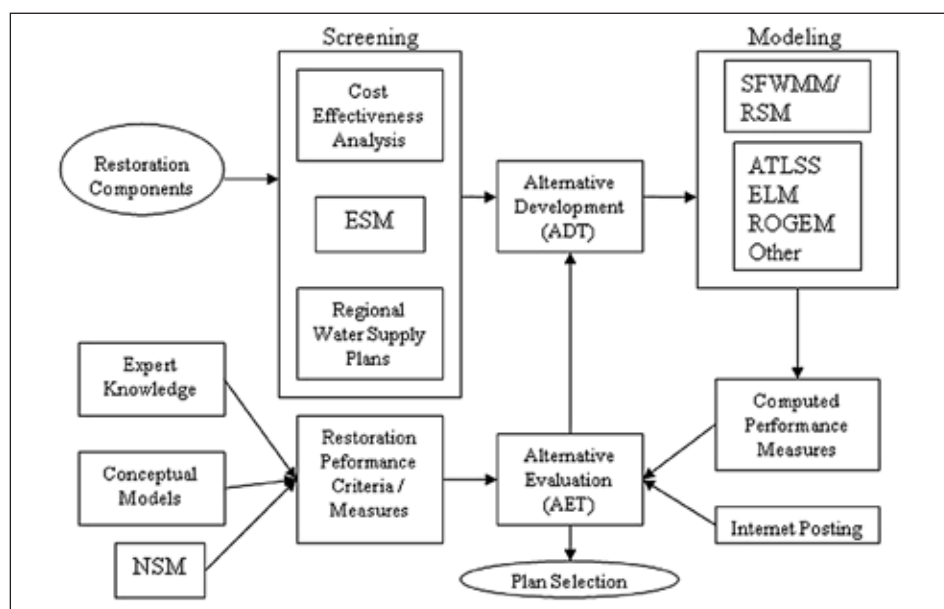 Screening
Modeling
Restoration
Components
Cost
Effectiveness
Analysis
ESM
Regional
Water Supply
Plans
Alternative
Development
(ADT)
SFWMM/
RSM
ATLSS
ELM
ROGEM
Other
Expert
Knowledge
Conceptual
Models
NSM
Restoration
Peformance
Criteria /
Measures
Alternative
Evaluation
(AET)
Computed
Performance
Measures
Internet Posting
Plan Selection